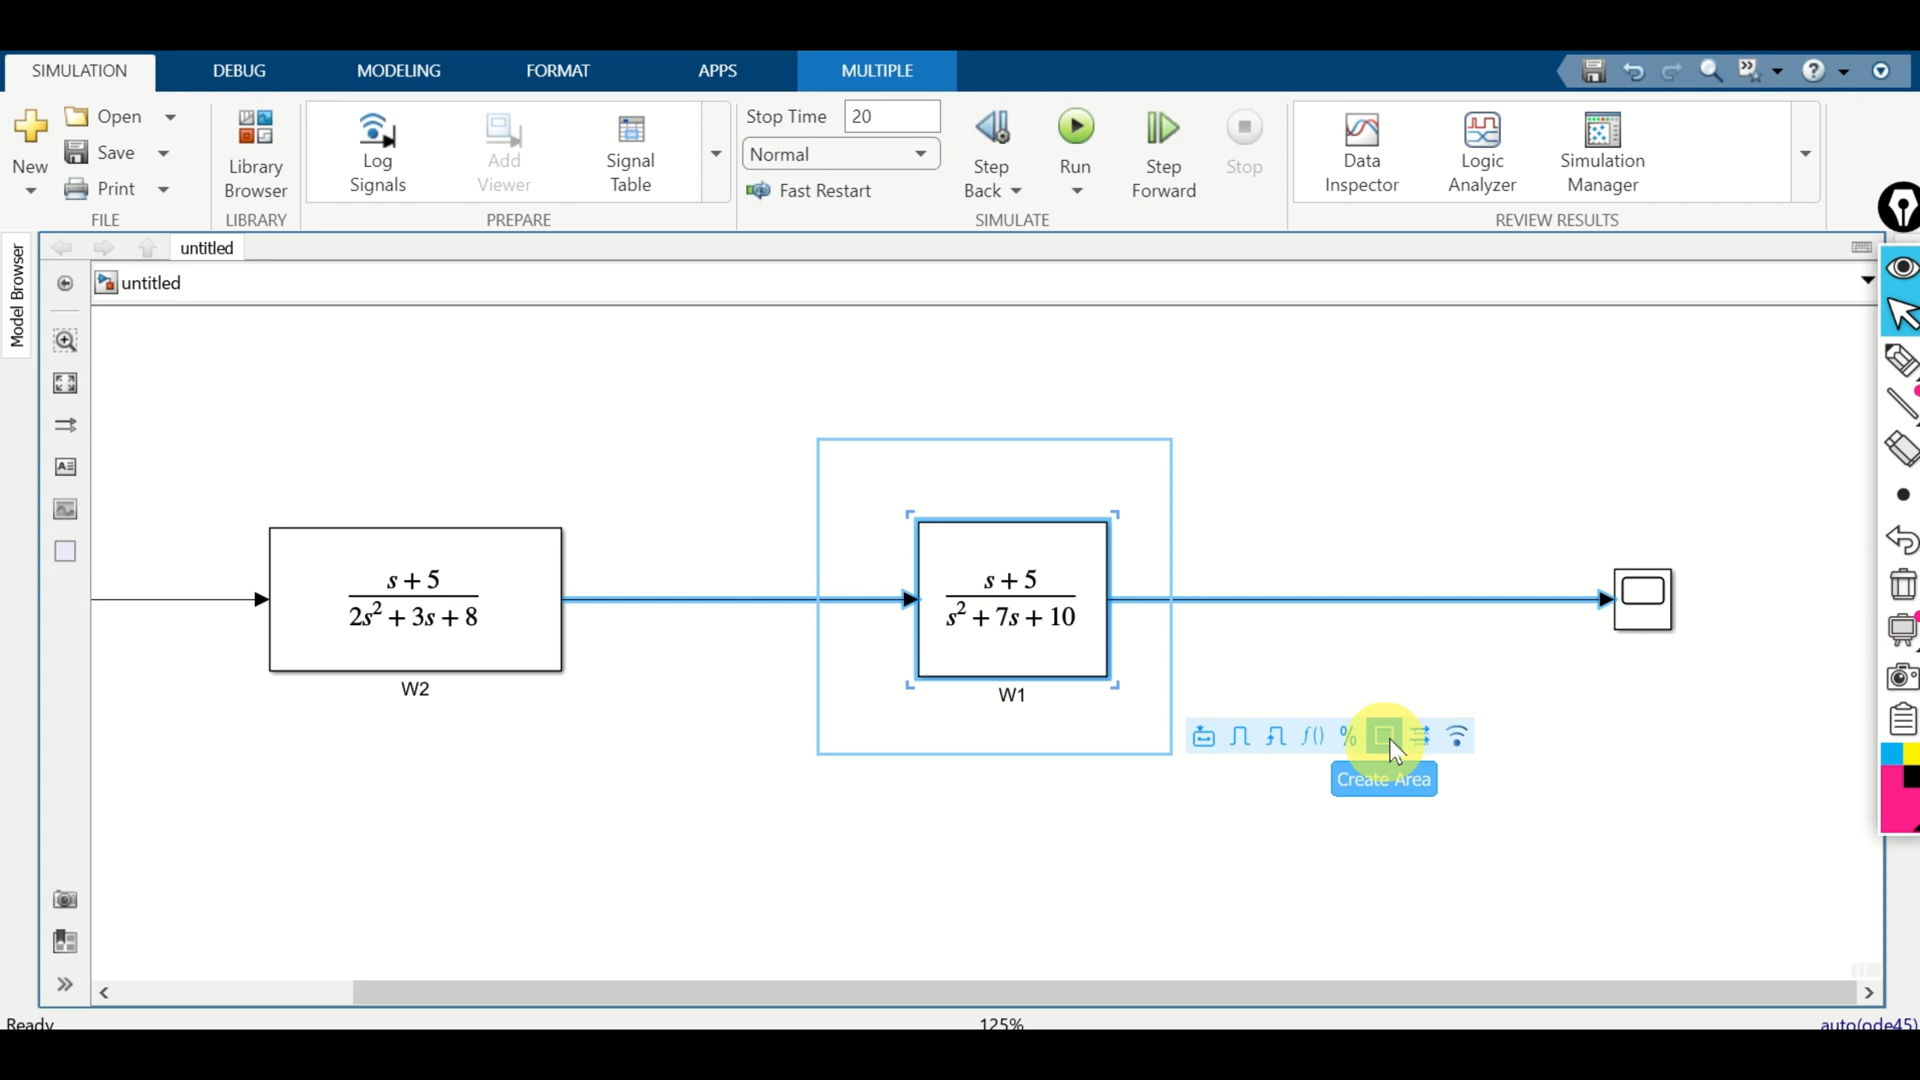 SIMULATION DEBUG MODELING FORMAT APPS MULTIPLE
New
Open
Save
Print
FILE
Library
Browser
LIBRARY
Log
Signals
Add
Viewer
Signal
Table
PREPARE
Stop Time 20
Normal
Fast Restart
Step
Back
Run
Step
Forward
Stop
SIMULATE
Data
Inspector
Logic
Analyzer
Simulation
Manager
REVIEW RESULTS
Model Browser
untitled
untitled
s + 5
2s² + 3s + 8
W2
s + 5
s² + 7s + 10
W1
f() %
Create Area
Ready 125% auto(ode45)